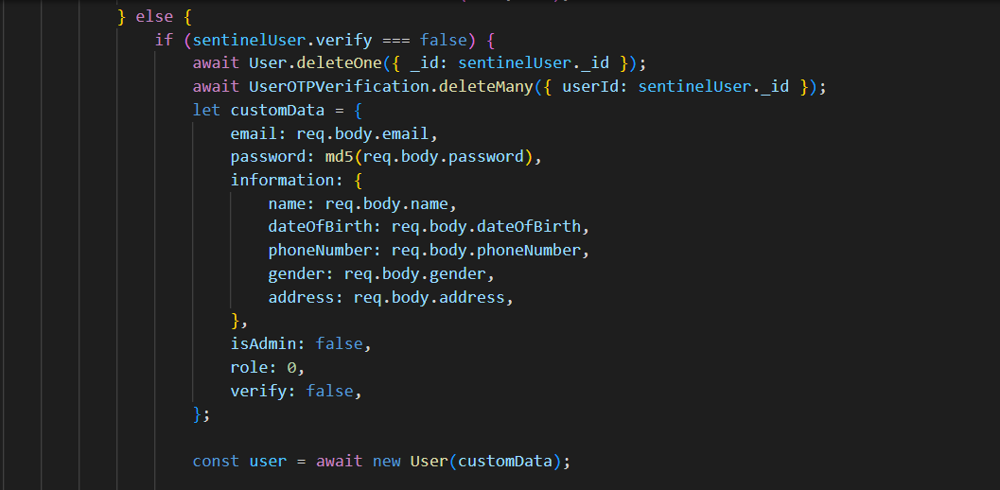 } else {
if (sentinelUser.verify === false) {
await User.deleteOne({ _id: sentinelUser._id });
await UserOTPVerification.deleteMany({ userId: sentinelUser._id });
let customData = {
email: req.body.email,
password: md5(req.body.password),
information: {
name: req.body.name,
dateOfBirth: req.body.dateOfBirth,
phoneNumber: req.body.phoneNumber,
gender: req.body.gender,
address: req.body.address,
},
isAdmin: false,
role: 0,
verify: false,
};
const user = await new User(customData);